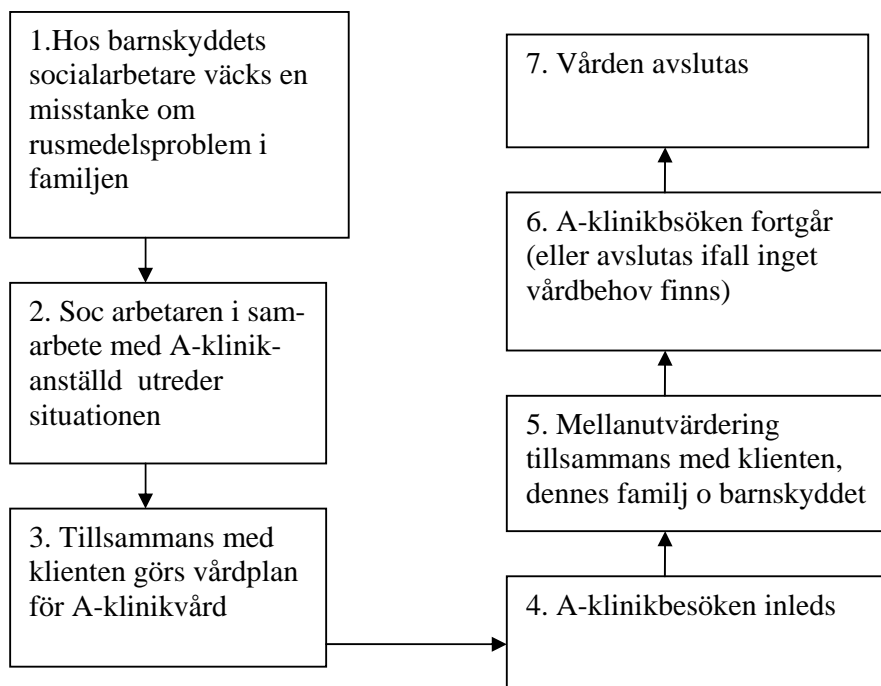 1.Hos barnskyddets
socialarbetare väcks en
misstanke om
rusmedelsproblem i
familjen
2. Soc arbetaren i sam-
arbete med A-klinik-
anställd  utreder
situationen
3. Tillsammans med
klienten görs vårdplan
för A-klinikvård
4. A-klinikbesöken inleds
5. Mellanutvärdering
tillsammans med klienten,
dennes familj o barnskyddet
6. A-klinikbsöken fortgår
(eller avslutas ifall inget
vårdbehov finns)
7. Vården avslutas